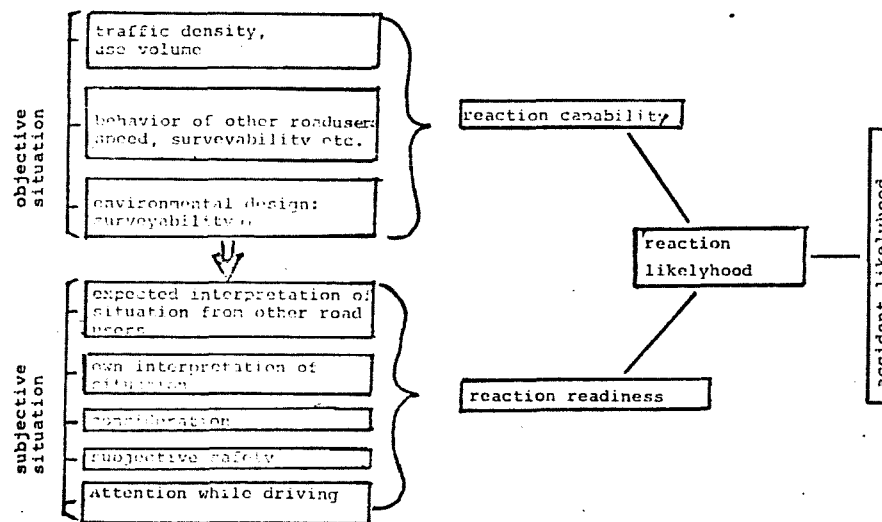 traffic density,
use volume
behavior of other roadusers
speed, surveyability etc.
environmental design:
surveyability
objective
situation
reaction capability
reaction
likelyhood
accident likelyhood
expected interpretation of
situation from other road
users
own interpretation of
situation
consideration
subjective safety
Attention while driving
subjective
situation
reaction readiness